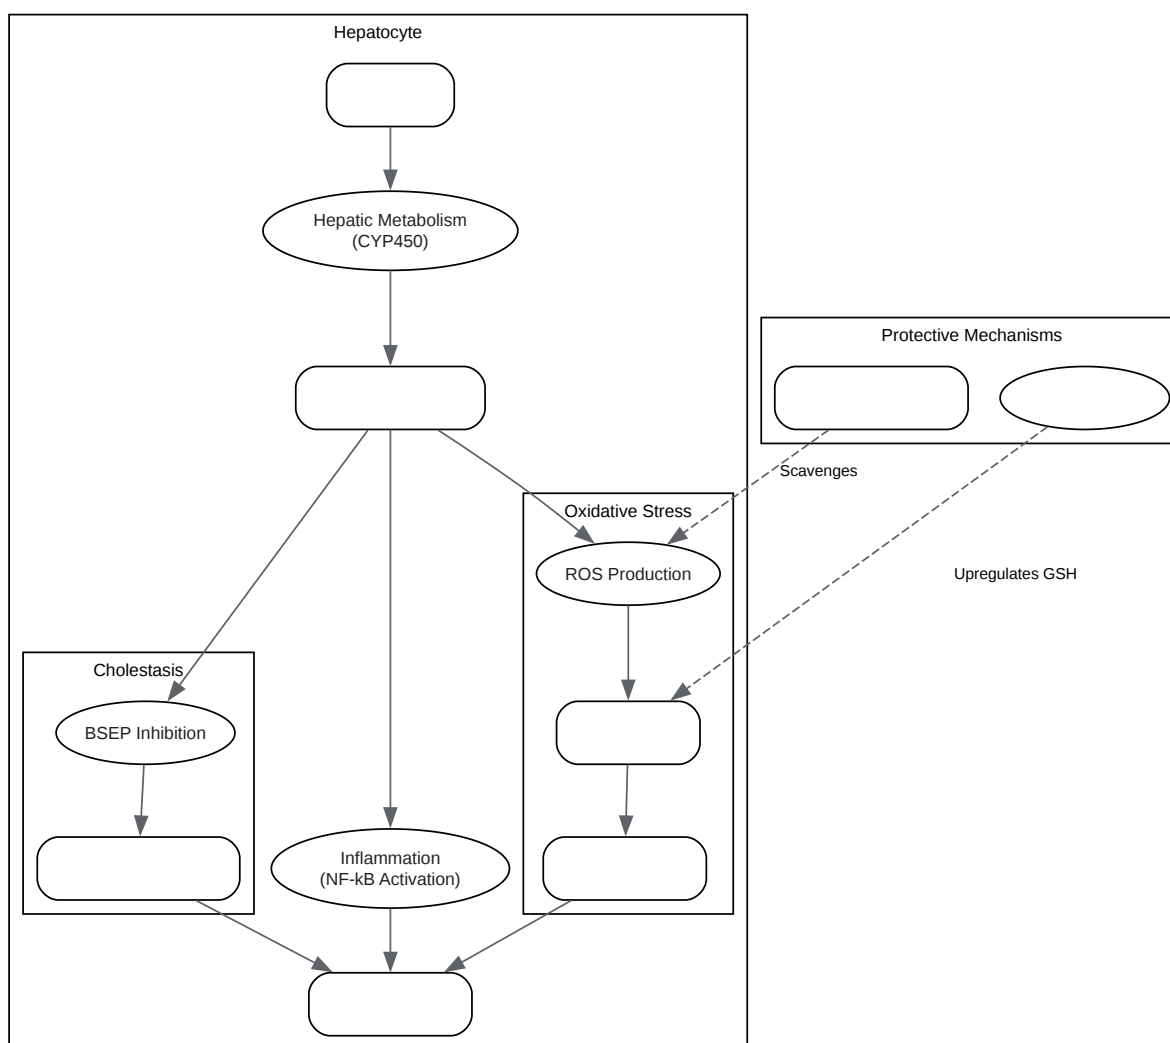 Hepatocyte
Hepatic Metabolism
(CYP450)
Protective Mechanisms
Scavenges
Oxidative Stress
ROS Production
Upregulates GSH
Cholestasis
BSEP Inhibition
Inflammation
(NF-kB Activation)